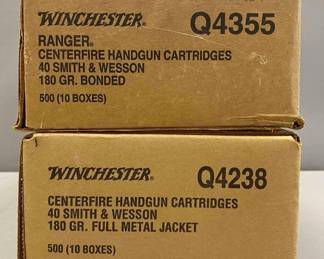 WINCHESTER® Q4355
RANGER®
CENTERFIRE HANDGUN CARTRIDGES
40 SMITH & WESSON
180 GR. BONDED
500 (10 BOXES)
WINCHESTER® Q4238
CENTERFIRE HANDGUN CARTRIDGES
40 SMITH & WESSON
180 GR. FULL METAL JACKET
500 (10 BOXES)